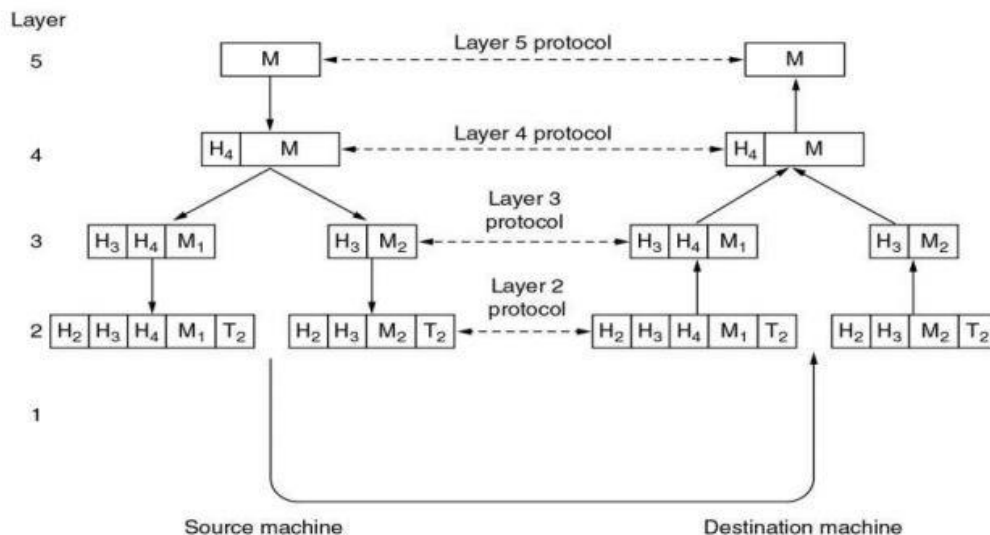 Layer
5 M Layer 5 protocol M
4 H₄ M Layer 4 protocol H₄ M
Layer 3
protocol
3 H₃ H₄ M₁ H₃ M₂ H₃ H₄ M₁ H₃ M₂
Layer 2
protocol
2 H₂ H₃ H₄ M₁ T₂ H₂ H₃ M₂ T₂ H₂ H₃ H₄ M₁ T₂ H₂ H₃ M₂ T₂
1
Source machine Destination machine